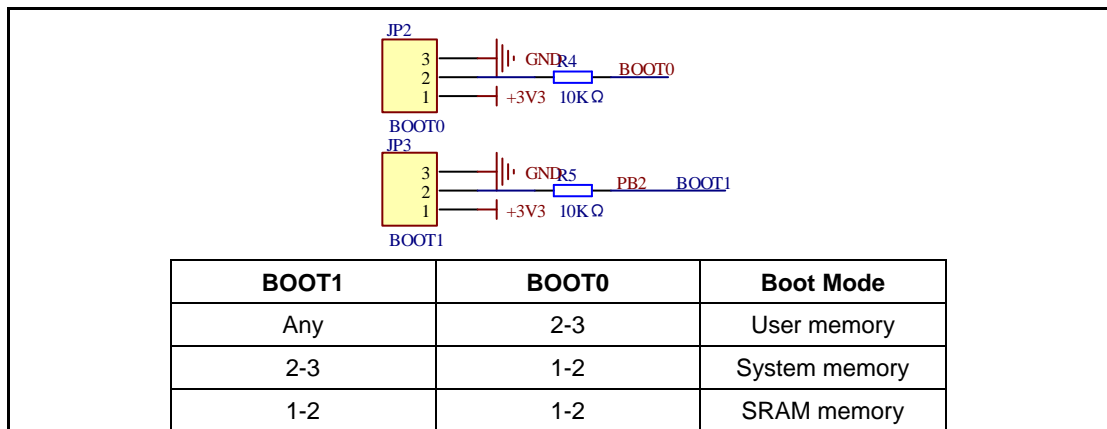 JP2
3 GND R4 BOOT0
2
1 +3V3 10KΩ
BOOT0
JP3
3 GND R5 PB2 BOOT1
2
1 +3V3 10KΩ
BOOT1
BOOT1 BOOT0 Boot Mode
Any 2-3 User memory
2-3 1-2 System memory
1-2 1-2 SRAM memory